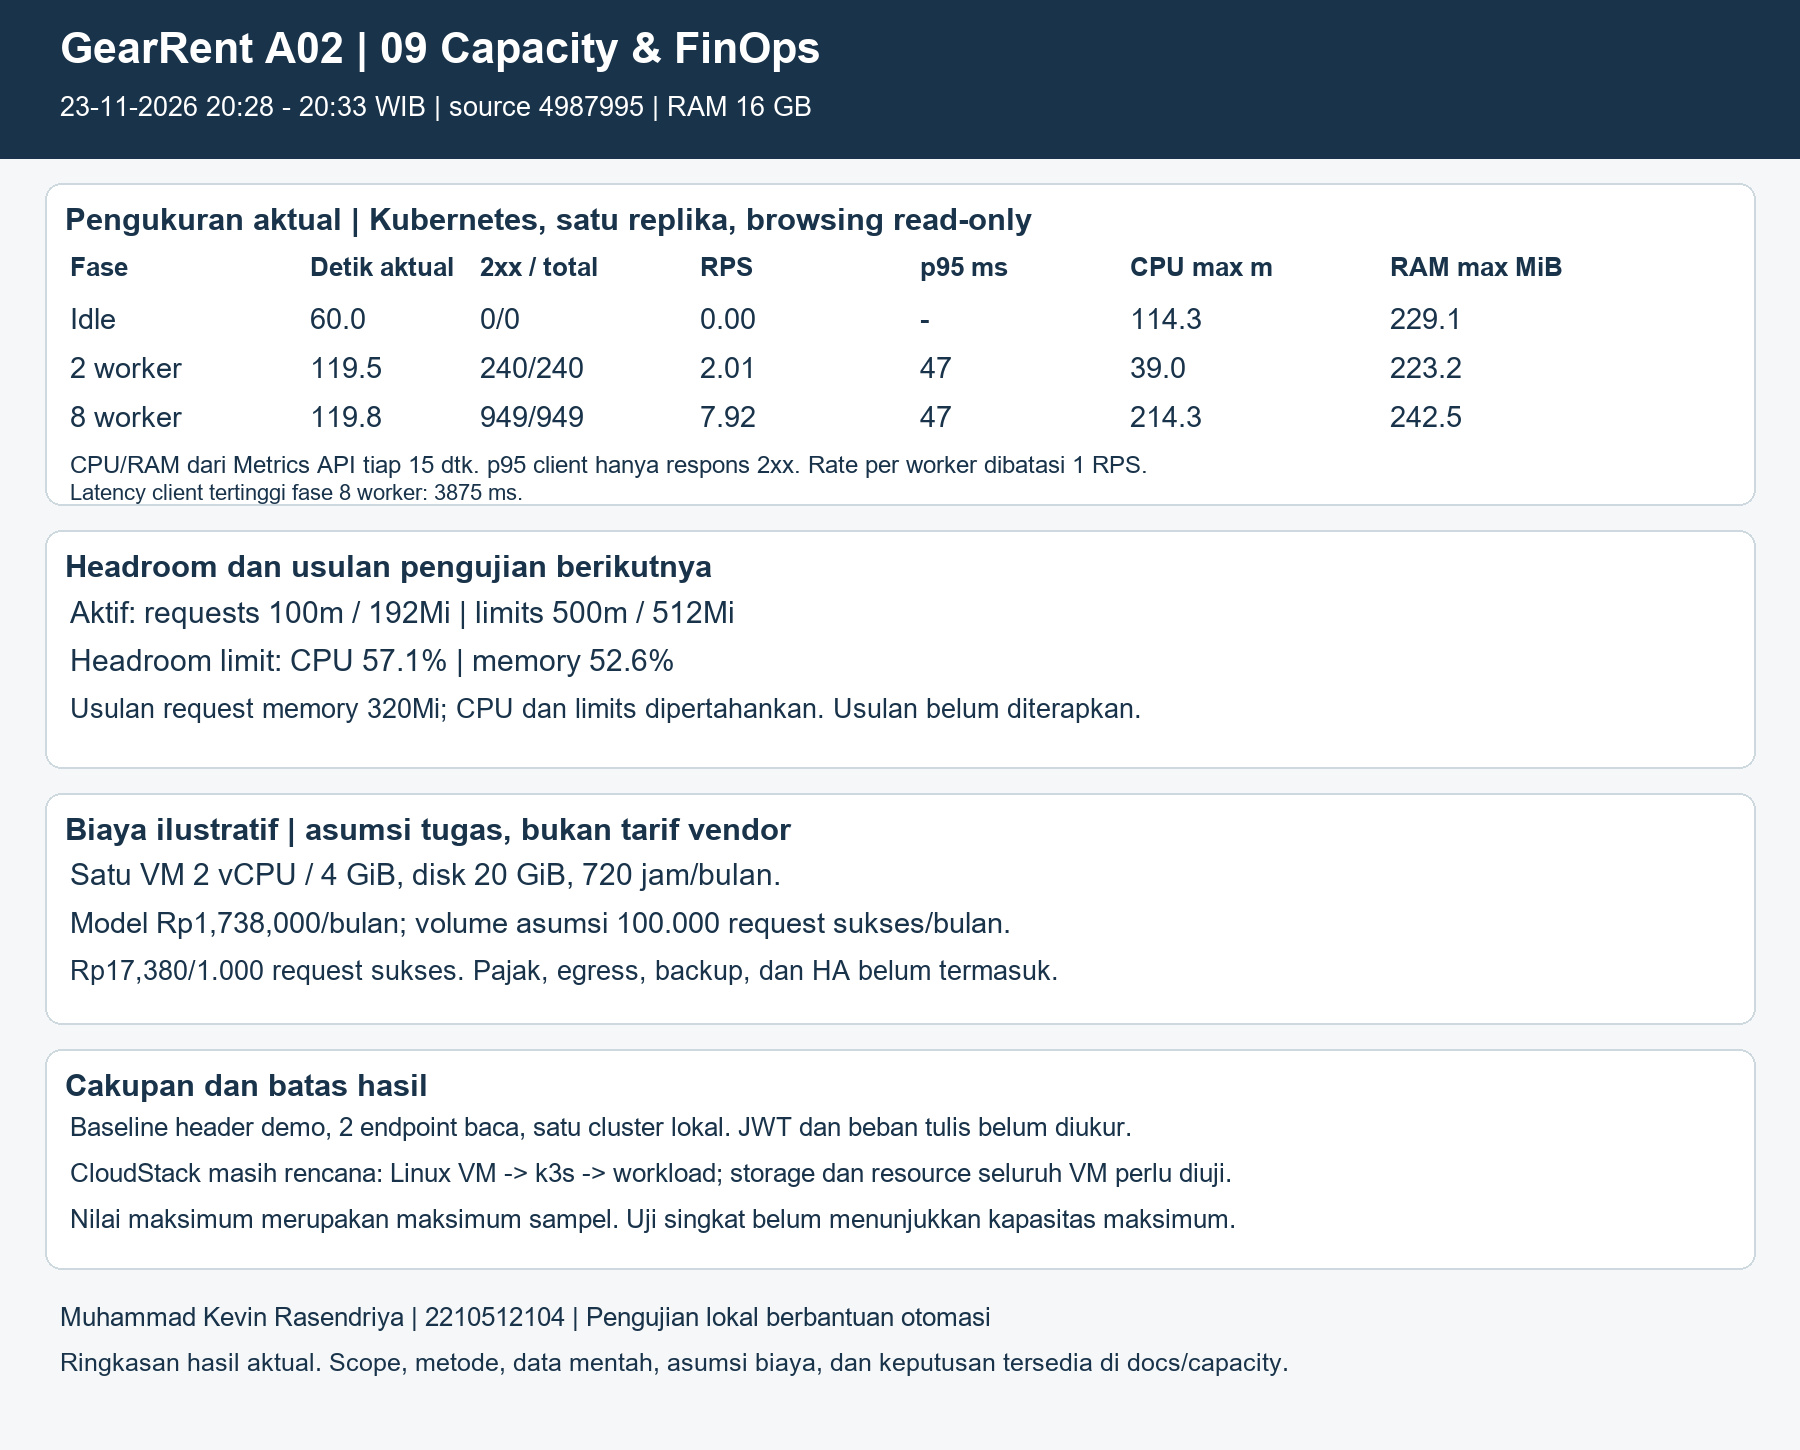 GearRent A02 | 09 Capacity & FinOps
23-11-2026 20:28 - 20:33 WIB | source 4987995 | RAM 16 GB
Pengukuran aktual | Kubernetes, satu replika, browsing read-only
Fase Detik aktual 2xx / total RPS p95 ms CPU max m RAM max MiB
Idle 60.0 0/0 0.00 - 114.3 229.1
2 worker 119.5 240/240 2.01 47 39.0 223.2
8 worker 119.8 949/949 7.92 47 214.3 242.5
CPU/RAM dari Metrics API tiap 15 dtk. p95 client hanya respons 2xx. Rate per worker dibatasi 1 RPS.
Latency client tertinggi fase 8 worker: 3875 ms.
Headroom dan usulan pengujian berikutnya
Aktif: requests 100m / 192Mi | limits 500m / 512Mi
Headroom limit: CPU 57.1% | memory 52.6%
Usulan request memory 320Mi; CPU dan limits dipertahankan. Usulan belum diterapkan.
Biaya ilustratif | asumsi tugas, bukan tarif vendor
Satu VM 2 vCPU / 4 GiB, disk 20 GiB, 720 jam/bulan.
Model Rp1,738,000/bulan; volume asumsi 100.000 request sukses/bulan.
Rp17,380/1.000 request sukses. Pajak, egress, backup, dan HA belum termasuk.
Cakupan dan batas hasil
Baseline header demo, 2 endpoint baca, satu cluster lokal. JWT dan beban tulis belum diukur.
CloudStack masih rencana: Linux VM -> k3s -> workload; storage dan resource seluruh VM perlu diuji.
Nilai maksimum merupakan maksimum sampel. Uji singkat belum menunjukkan kapasitas maksimum.
Muhammad Kevin Rasendriya | 2210512104 | Pengujian lokal berbantuan otomasi
Ringkasan hasil aktual. Scope, metode, data mentah, asumsi biaya, dan keputusan tersedia di docs/capacity.